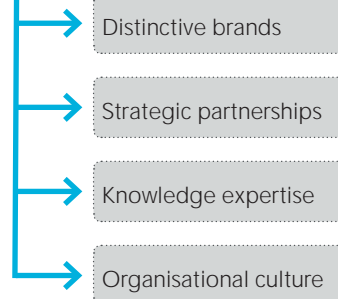 Distinctive brands
Strategic partnerships
Knowledge expertise
Organisational culture